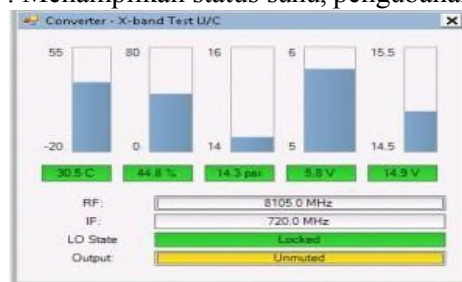 . Menampilkan status suhu, pengubahan
Converter - X-band Test U/C
55 80 16 6 15.5
-20 0 14 5 14.5
30.5 C 44.8 % 14.3 psi 5.8 V 14.9 V
RF: 8105.0 MHz
IF: 720.0 MHz
LO State Locked
Output: Unmuted